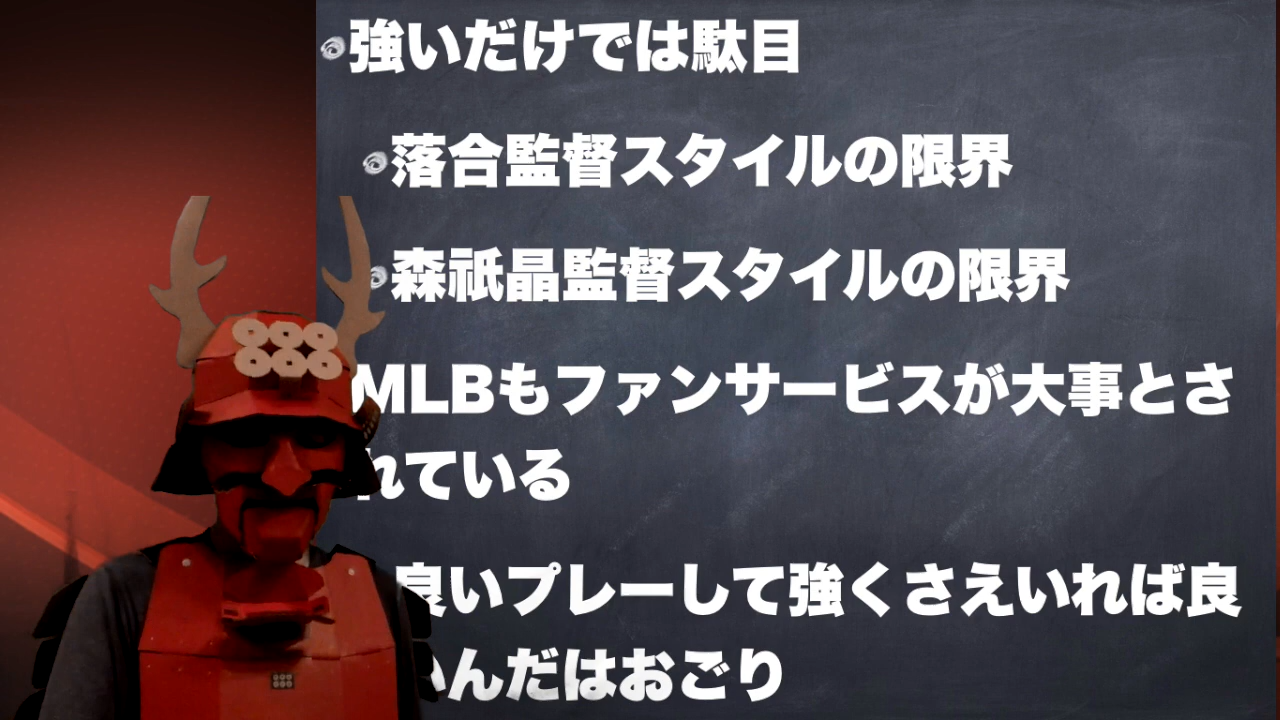 強いだけでは駄目
落合監督スタイルの限界
森祇晶監督スタイルの限界
MLBもファンサービスが大事とさ
れている
良いプレーして強くさえいれば良
いんだはおごり